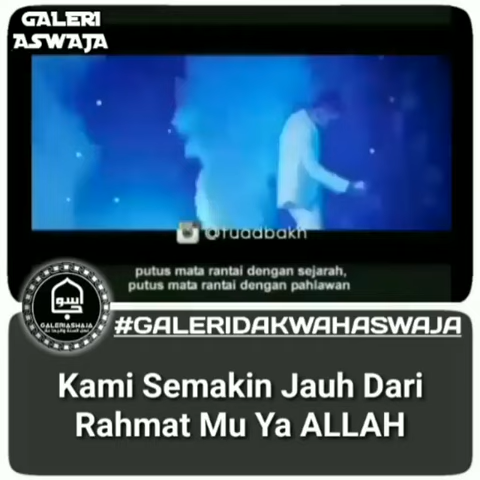 GALERI
ASWAJA
@fuadbakh
putus mata rantai dengan sejarah,
putus mata rantai dengan pahlawan
GALERIASWAJA
#GALERIDAKWAHASWAJA
Kami Semakin Jauh Dari
Rahmat Mu Ya ALLAH